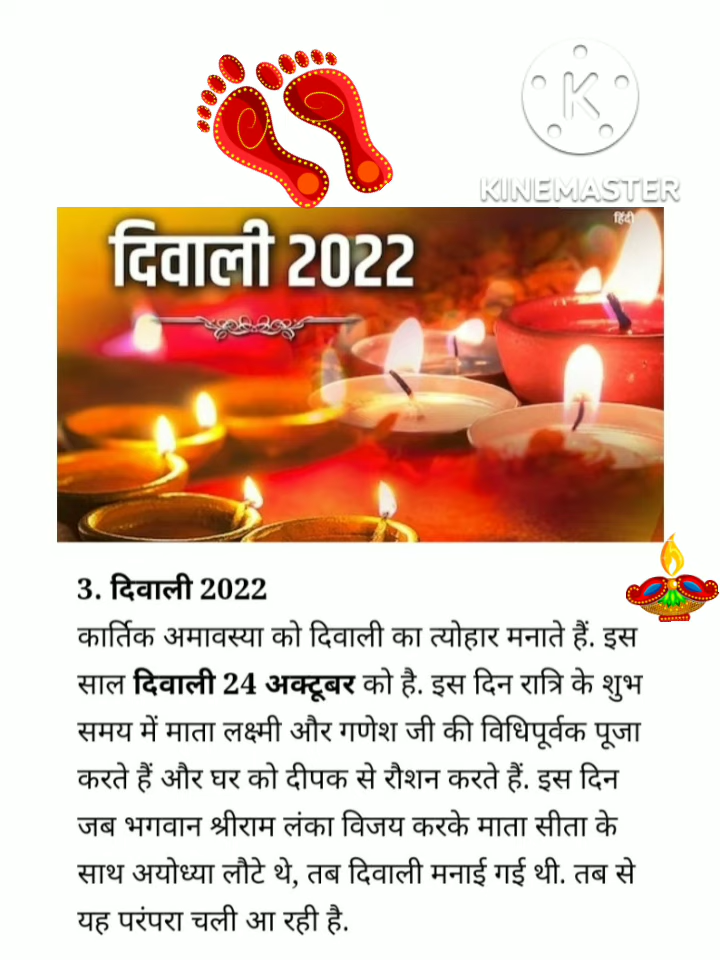 K
KINEMASTER
हिंदी
दिवाली 2022
3. दिवाली 2022
कार्तिक अमावस्या को दिवाली का त्योहार मनाते हैं. इस
साल दिवाली 24 अक्टूबर को है. इस दिन रात्रि के शुभ
समय में माता लक्ष्मी और गणेश जी की विधिपूर्वक पूजा
करते हैं और घर को दीपक से रौशन करते हैं. इस दिन
जब भगवान श्रीराम लंका विजय करके माता सीता के
साथ अयोध्या लौटे थे, तब दिवाली मनाई गई थी. तब से
यह परंपरा चली आ रही है.